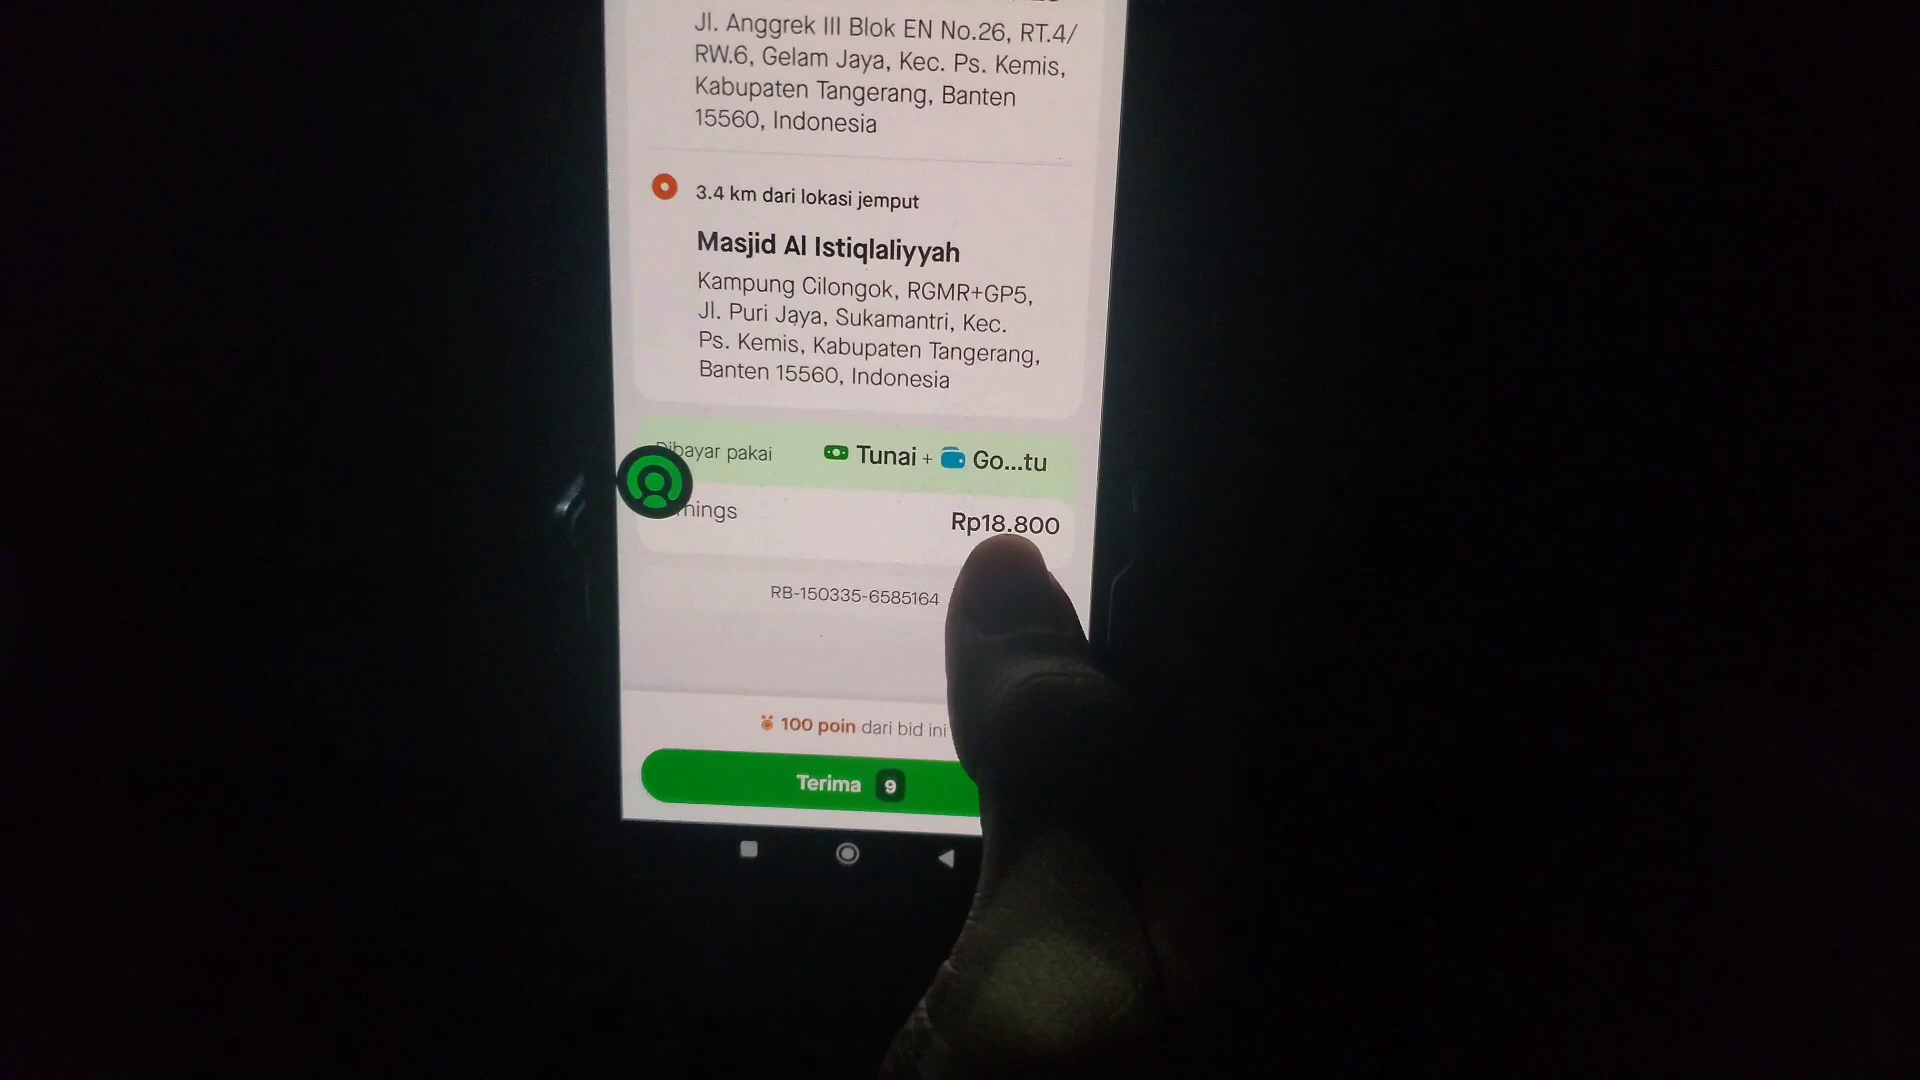 Jl. Anggrek III Blok EN No.26, RT.4/
RW.6, Gelam Jaya, Kec. Ps. Kemis,
Kabupaten Tangerang, Banten
15560, Indonesia
3.4 km dari lokasi jemput
Masjid Al Istiqlaliyyah
Kampung Cilongok, RGMR+GP5,
Jl. Puri Jaya, Sukamantri, Kec.
Ps. Kemis, Kabupaten Tangerang,
Banten 15560, Indonesia
Dibayar pakai Tunai + Go...tu
nings Rp18.800
RB-150335-6585164
100 poin dari bid ini
Terima 9